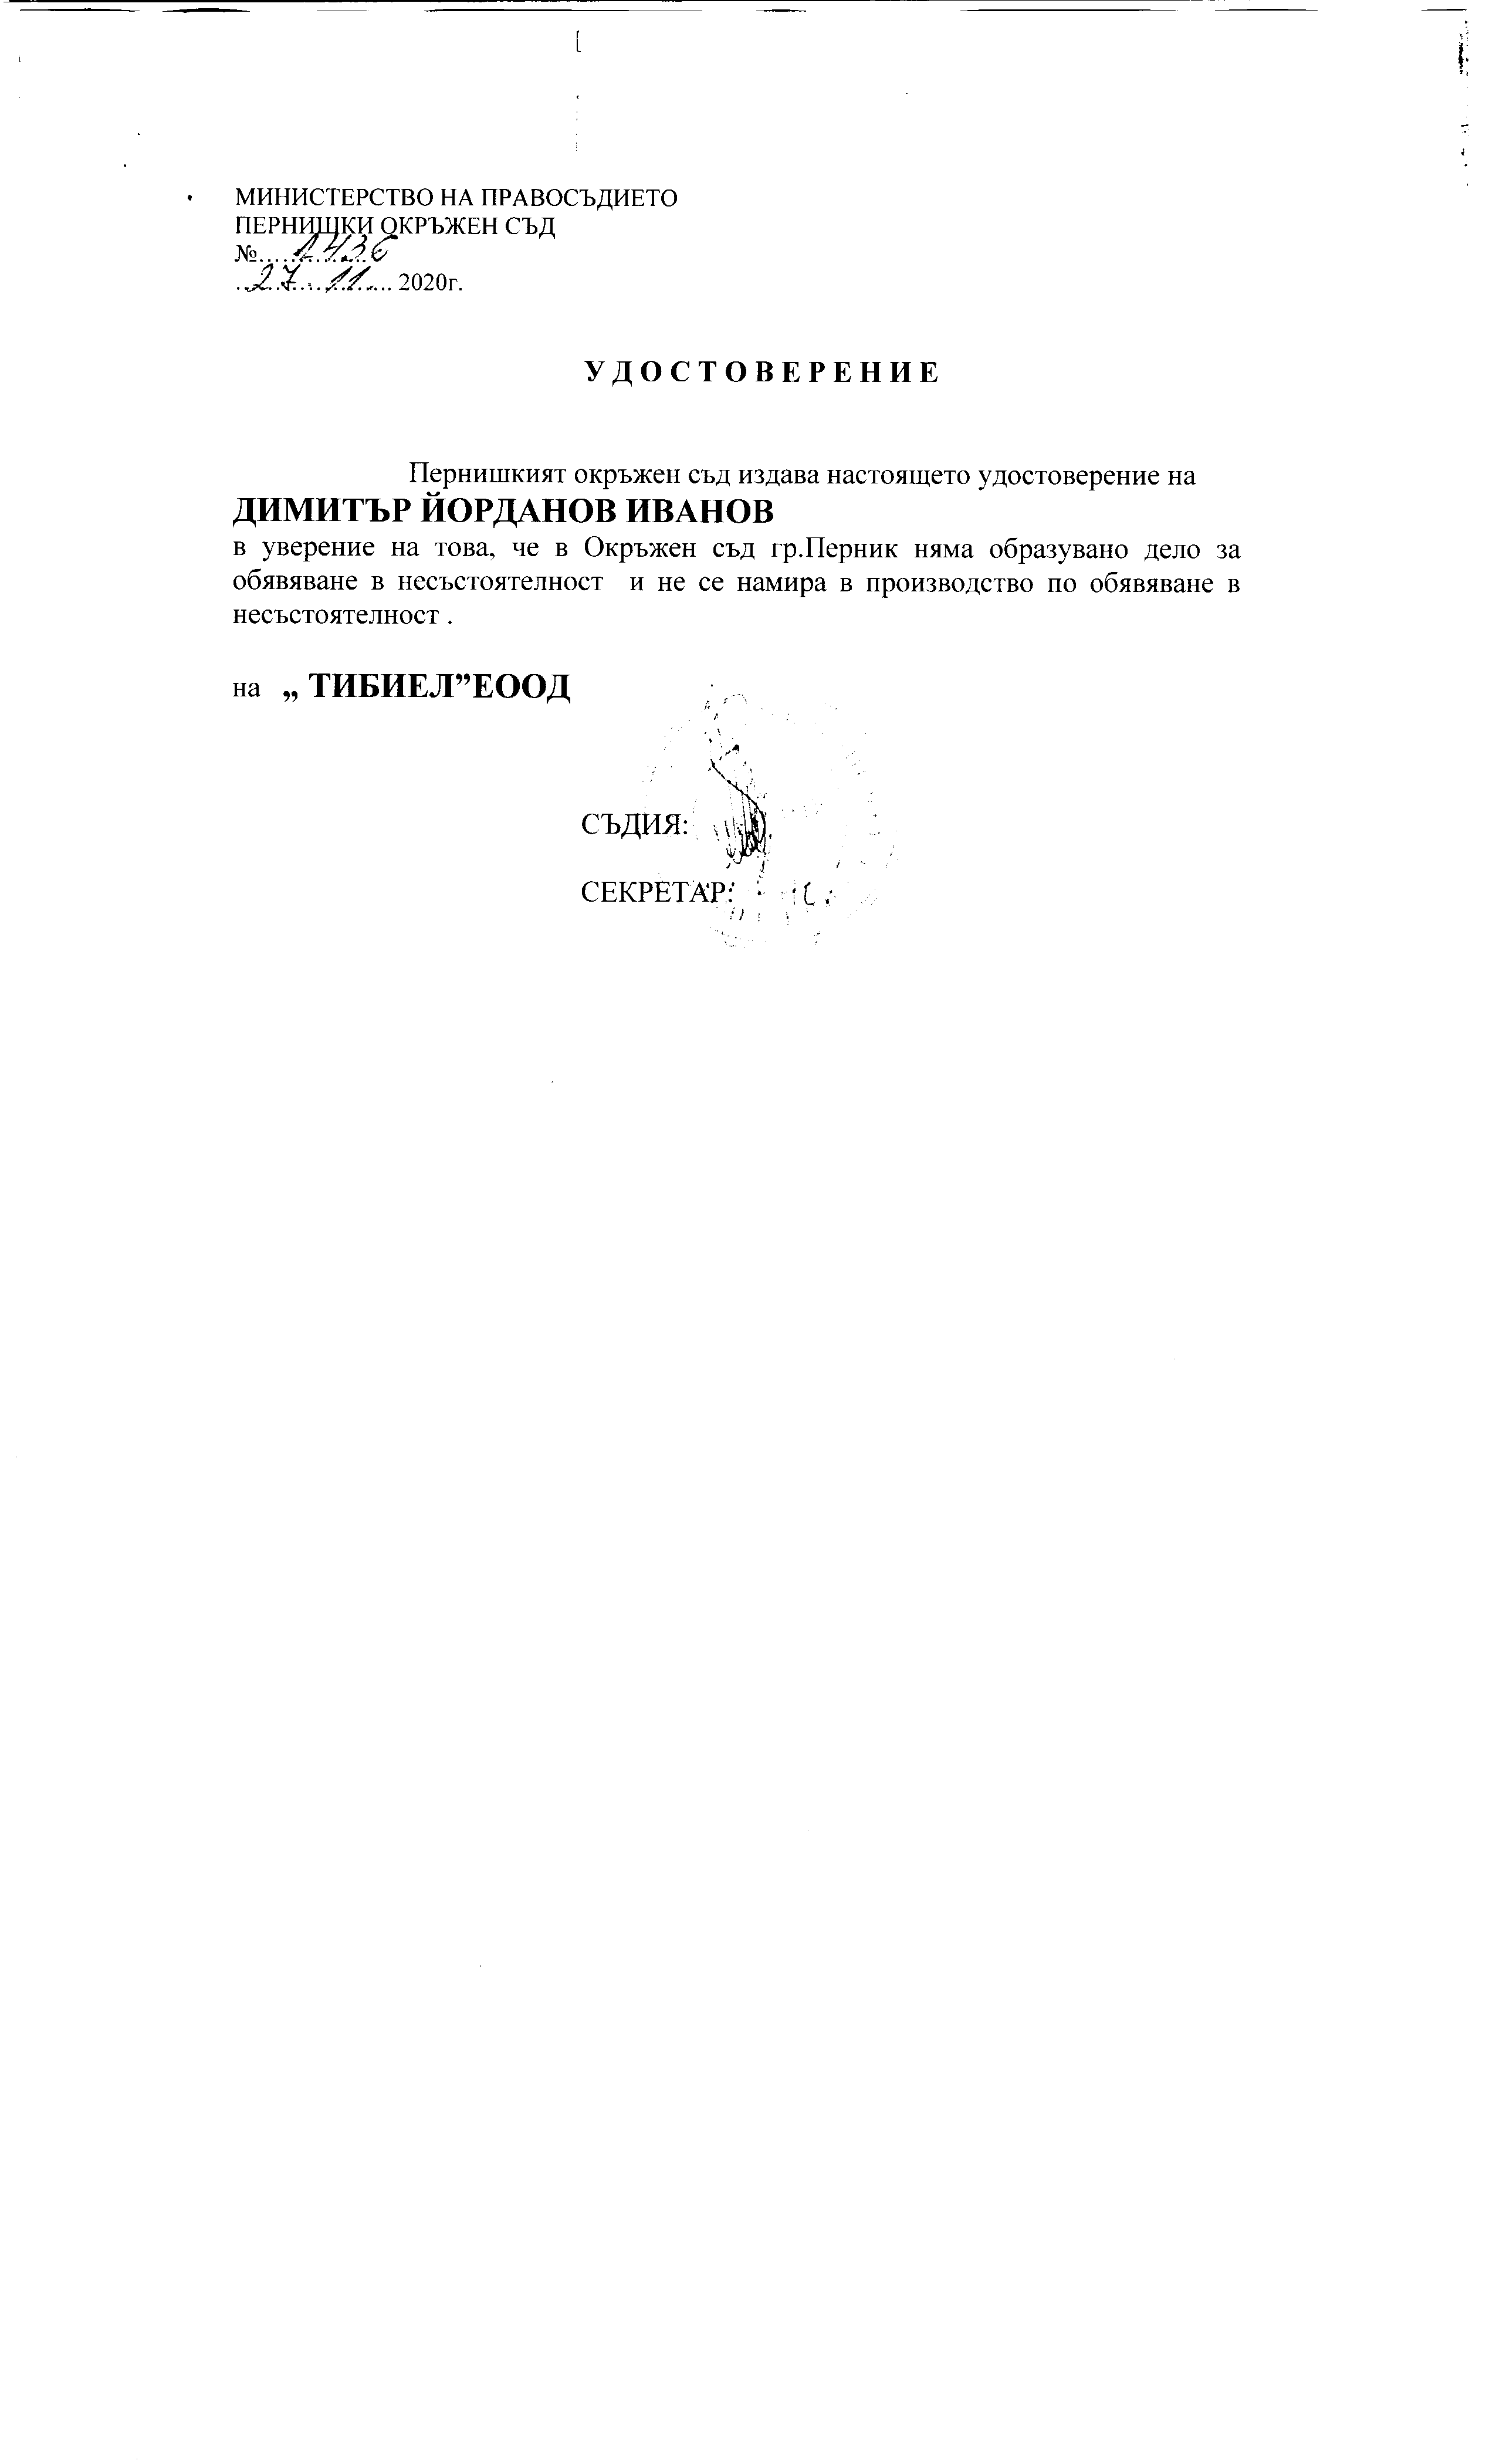 МИНИСТЕРСТВО НА ПРАВОСЪДИЕТО
ПЕРНИШКИ ОКРЪЖЕН СЪД
№..1436
..27..11.... 2020г.
У Д О С Т О В Е Р Е Н И Е
Пернишкият окръжен съд издава настоящето удостоверение на
ДИМИТЪР ЙОРДАНОВ ИВАНОВ
в уверение на това, че в Окръжен съд гр.Перник няма образувано дело за
обявяване в несъстоятелност и не се намира в производство по обявяване в
несъстоятелност .
на „ ТИБИЕЛ”ЕООД
СЪДИЯ:
СЕКРЕТАР: